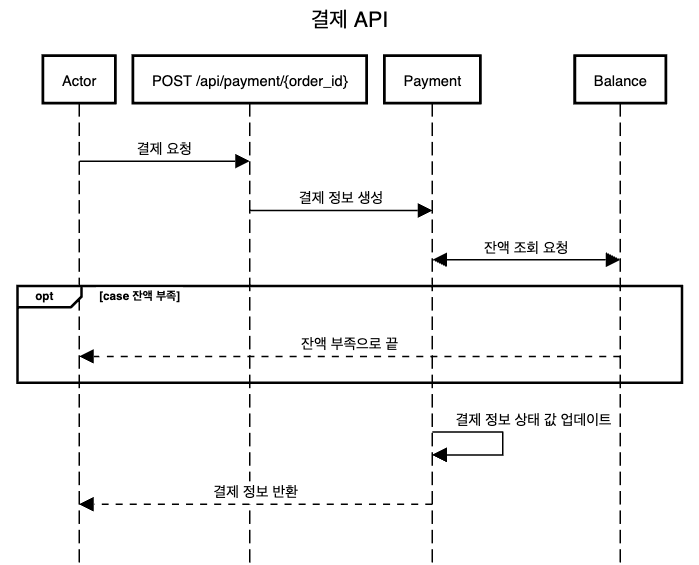 결제 API
Actor
POST /api/payment/{order_id}
Payment
Balance
결제 요청
결제 정보 생성
잔액 조회 요청
opt
[case 잔액 부족]
잔액 부족으로 끝
결제 정보 상태 값 업데이트
결제 정보 반환